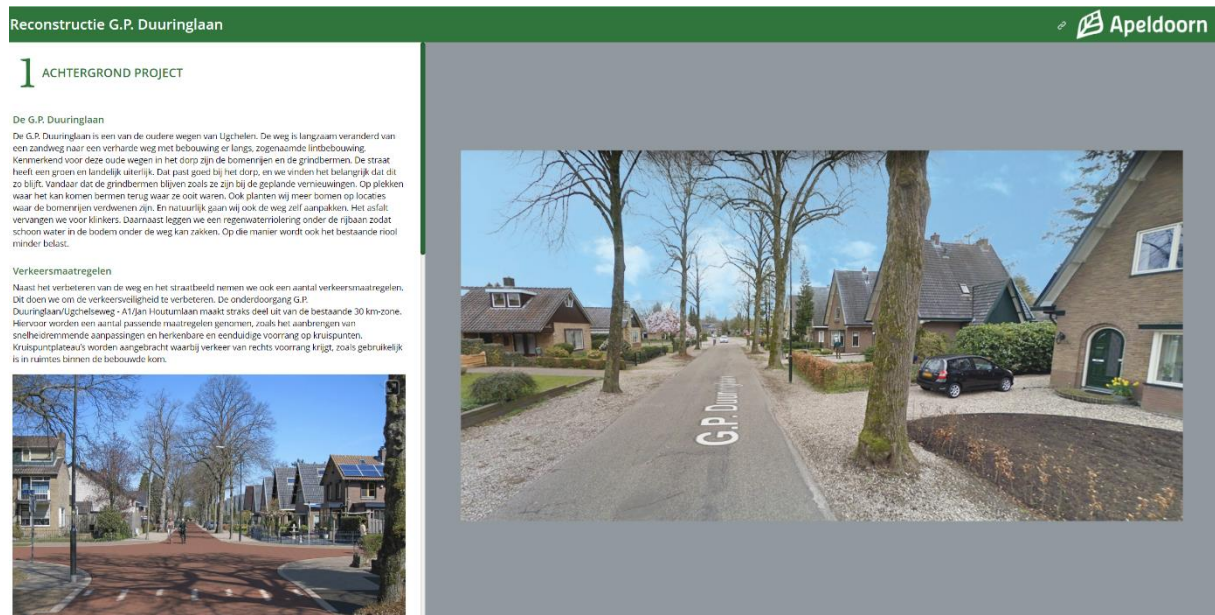 Reconstructie G.P. Duuringlaan
Apeldoorn
1 ACHTERGROND PROJECT
De G.P. Duuringlaan
De G.P. Duuringlaan is een van de oudere wegen van Ugchelen. De weg is langzaam veranderd van
een zandweg naar een verharde weg met bebouwing er langs, zogenaamde lintbebouwing.
Kenmerkend voor deze oude wegen in het dorp zijn de bomenrijen en de grindbermen. De straat
heeft een groen en landelijk uiterlijk. Dat past goed bij het dorp, en we vinden het belangrijk dat dit
zo blijft. Vandaar dat de grindbermen blijven zoals ze zijn bij de geplande vernieuwingen. Op plekken
waar het kan komen bermen terug waar ze ooit waren. Ook planten wij meer bomen op locaties
waar de bomenrijen verdwenen zijn. En natuurlijk gaan wij ook de weg zelf aanpakken. Het asfalt
vervangen we voor klinkers. Daarnaast leggen we een regenwaterriolering onder de rijbaan zodat
schoon water in de bodem onder de weg kan zakken. Op die manier wordt ook het bestaande riool
minder belast.
Verkeersmaatregelen
Naast het verbeteren van de weg en het straatbeeld nemen we ook een aantal verkeersmaatregelen.
Dit doen we om de verkeersveiligheid te verbeteren. De onderdoorgang G.P.
Duuringlaan/Ugchelseweg - A1/Jan Houtumlaan maakt straks deel uit van de bestaande 30 km-zone.
Hiervoor worden een aantal passende maatregelen genomen, zoals het aanbrengen van
snelheidremmende aanpassingen en herkenbare en eenduidige voorrang op kruispunten.
Kruispuntplateau's worden aangebracht waarbij verkeer van rechts voorrang krijgt, zoals gebruikelijk
is in ruimtes binnen de bebouwde kom.
G.P. Duuringlaan